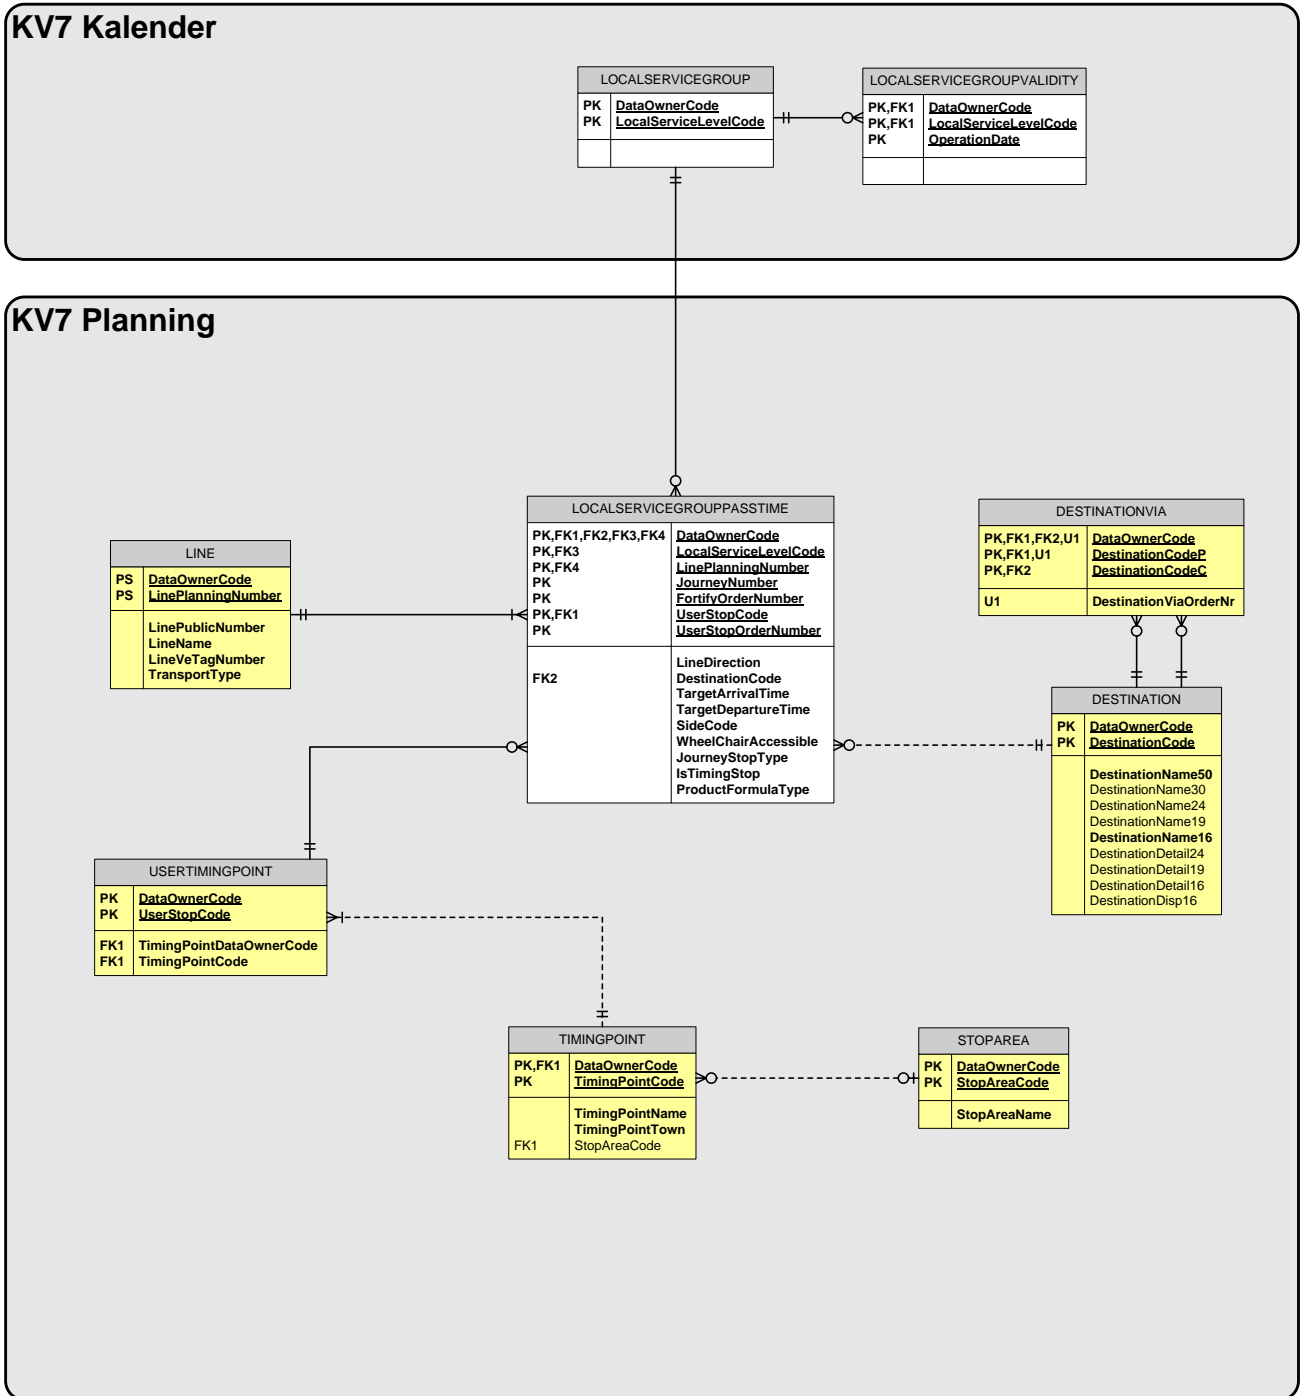 KV7 Kalender
LOCALSERVICEGROUP
PK DataOwnerCode
PK LocalServiceLevelCode
LOCALSERVICEGROUPVALIDITY
PK,FK1 DataOwnerCode
PK,FK1 LocalServiceLevelCode
PK OperationDate
KV7 Planning
LOCALSERVICEGROUPPASSTIME
PK,FK1,FK2,FK3,FK4 DataOwnerCode
PK,FK3 LocalServiceLevelCode
PK,FK4 LinePlanningNumber
PK JourneyNumber
PK FortifyOrderNumber
PK,FK1 UserStopCode
PK UserStopOrderNumber
LineDirection
FK2 DestinationCode
TargetArrivalTime
TargetDepartureTime
SideCode
WheelChairAccessible
JourneyStopType
IsTimingStop
ProductFormulaType
DESTINATIONVIA
PK,FK1,FK2,U1 DataOwnerCode
PK,FK1,U1 DestinationCodeP
PK,FK2 DestinationCodeC
U1 DestinationViaOrderNr
LINE
PS DataOwnerCode
PS LinePlanningNumber
LinePublicNumber
LineName
LineVeTagNumber
TransportType
DESTINATION
PK DataOwnerCode
PK DestinationCode
DestinationName50
DestinationName30
DestinationName24
DestinationName19
DestinationName16
DestinationDetail24
DestinationDetail19
DestinationDetail16
DestinationDisp16
USERTIMINGPOINT
PK DataOwnerCode
PK UserStopCode
FK1 TimingPointDataOwnerCode
FK1 TimingPointCode
TIMINGPOINT
PK,FK1 DataOwnerCode
PK TimingPointCode
TimingPointName
TimingPointTown
FK1 StopAreaCode
STOPAREA
PK DataOwnerCode
PK StopAreaCode
StopAreaName